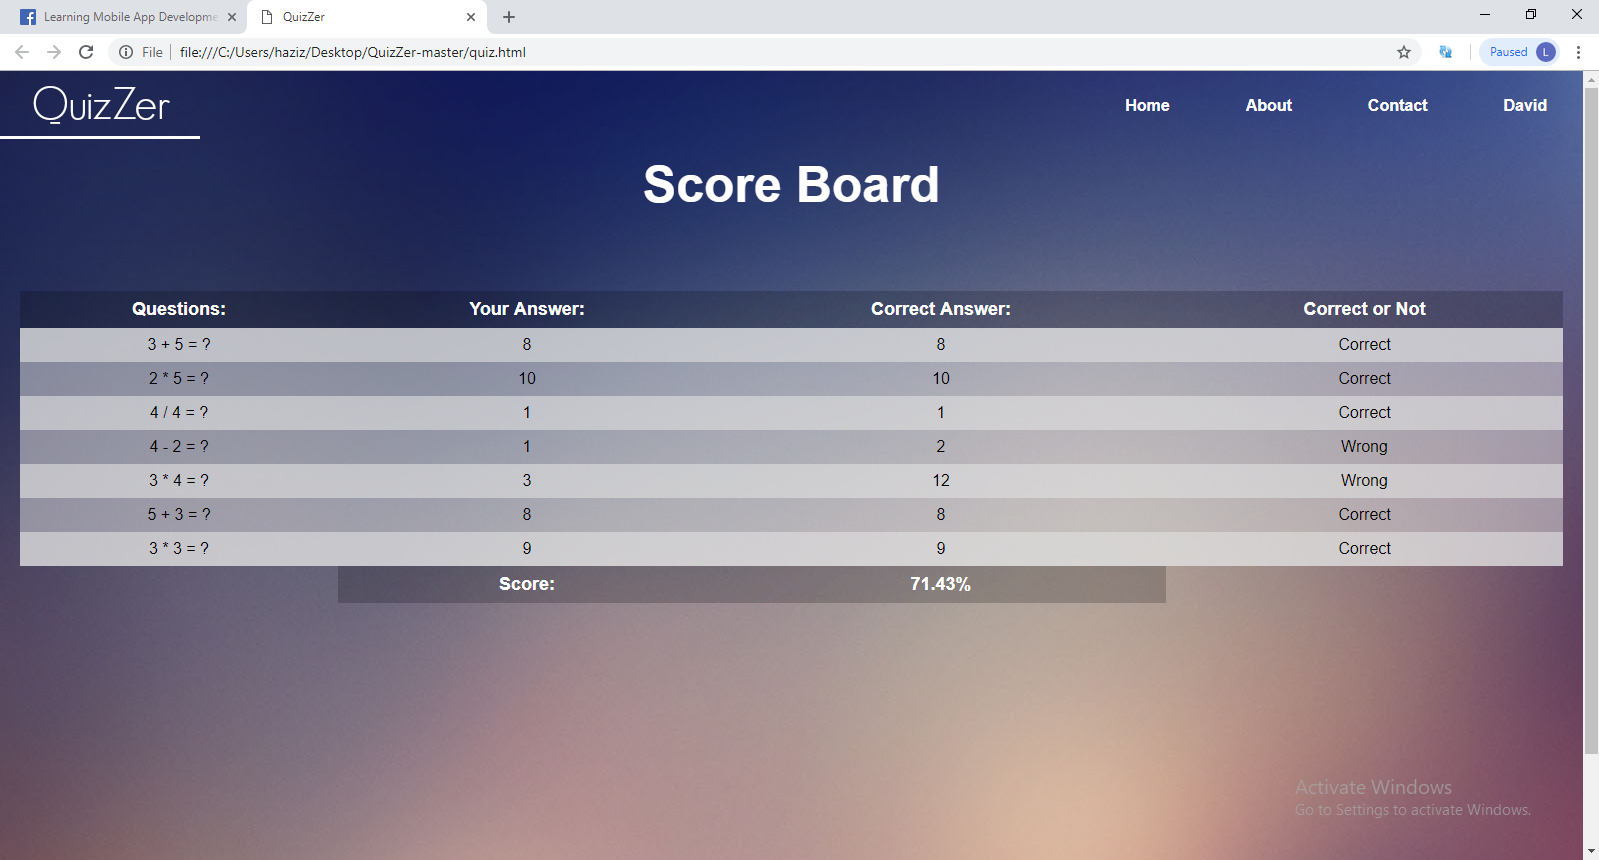 Learning Mobile App Developme
QuizZer
File
file:///C:/Users/haziz/Desktop/QuizZer-master/quiz.html
Paused
L
QuizZer
Home
About
Contact
David
Score Board
Questions: Your Answer: Correct Answer: Correct or Not
3 + 5 = ? 8 8 Correct
2 * 5 = ? 10 10 Correct
4 / 4 = ? 1 1 Correct
4 - 2 = ? 1 2 Wrong
3 * 4 = ? 3 12 Wrong
5 + 3 = ? 8 8 Correct
3 * 3 = ? 9 9 Correct
Score: 71.43%
Activate Windows
Go to Settings to activate Windows.